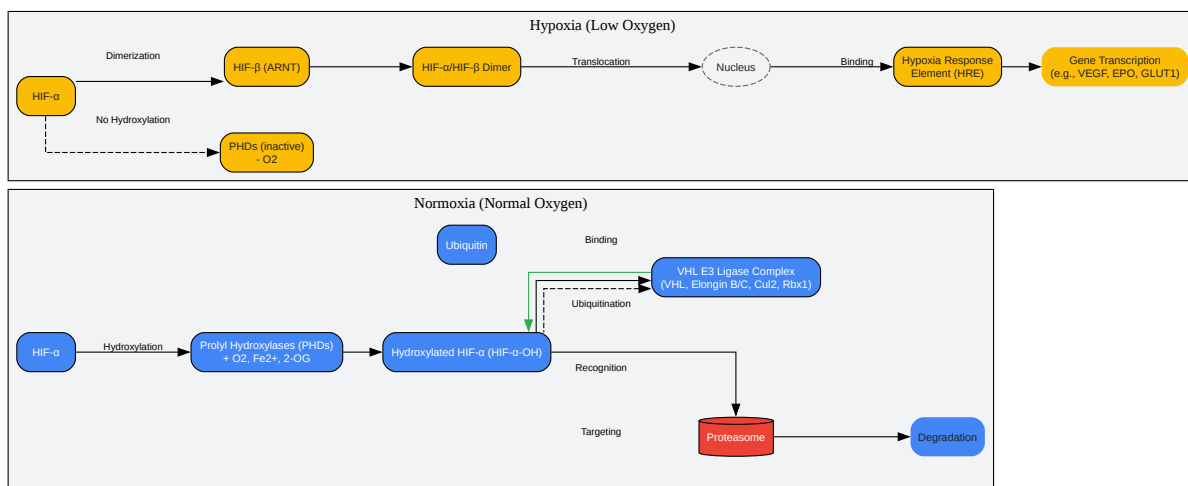 Hypoxia (Low Oxygen)
Dimerization
HIF-α
HIF-β (ARNT)
HIF-α/HIF-β Dimer
Translocation
Nucleus
Binding
Hypoxia Response
Element (HRE)
Gene Transcription
(e.g., VEGF, EPO, GLUT1)
No Hydroxylation
PHDs (inactive)
- O2
Normoxia (Normal Oxygen)
Ubiquitin
Binding
VHL E3 Ligase Complex
(VHL, Elongin B/C, Cul2, Rbx1)
Ubiquitination
HIF-α
Hydroxylation
Prolyl Hydroxylases (PHDs)
+ O2, Fe2+, 2-OG
Hydroxylated HIF-α (HIF-α-OH)
Recognition
Targeting
Proteasome
Degradation